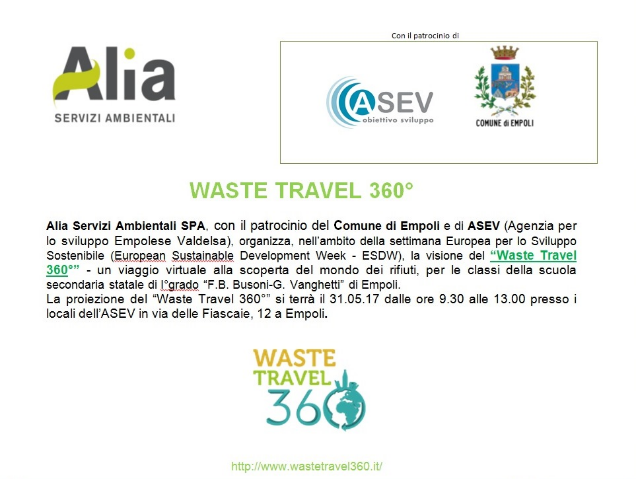 Con il patrocinio di
Alia
SERVIZI AMBIENTALI
ASEV
obiettivo sviluppo
COMUNE di EMPOLI
WASTE TRAVEL 360°
Alia Servizi Ambientali SPA, con il patrocinio del Comune di Empoli e di ASEV (Agenzia per
lo sviluppo Empolese Valdelsa), organizza, nell'ambito della settimana Europea per lo Sviluppo
Sostenibile (European Sustainable Development Week - ESDW), la visione del "Waste Travel
360°" - un viaggio virtuale alla scoperta del mondo dei rifiuti, per le classi della scuola
secondaria statale di I°grado "F.B. Busoni-G. Vanghetti" di Empoli.
La proiezione del "Waste Travel 360°" si terrà il 31.05.17 dalle ore 9.30 alle 13.00 presso i
locali dell'ASEV in via delle Fiascaie, 12 a Empoli.
WASTE
TRAVEL
360
http://www.wastetravel360.it/